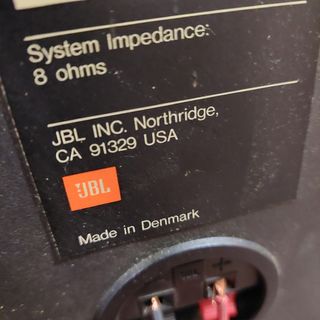 System Impedance:
8 ohms
JBL INC. Northridge,
CA 91329 USA
JBL
Made in Denmark
+